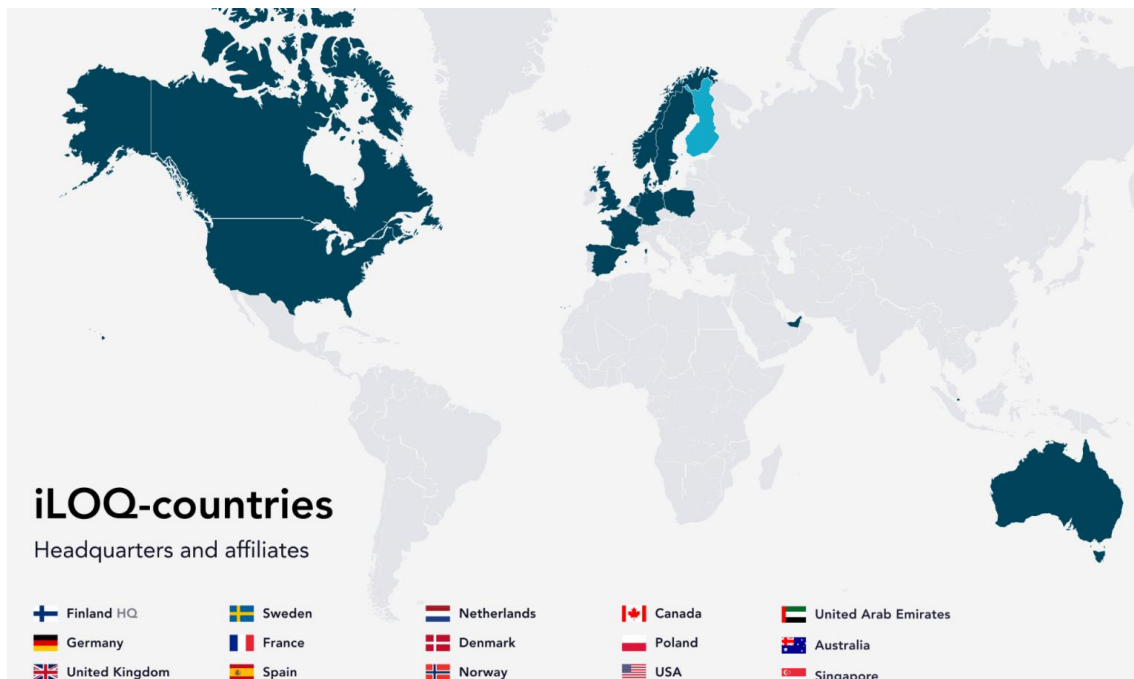 iLOQ-countries
Headquarters and affiliates
Finland HQ
Sweden
Netherlands
Canada
United Arab Emirates
Germany
France
Denmark
Poland
Australia
United Kingdom
Spain
Norway
USA
Singapore